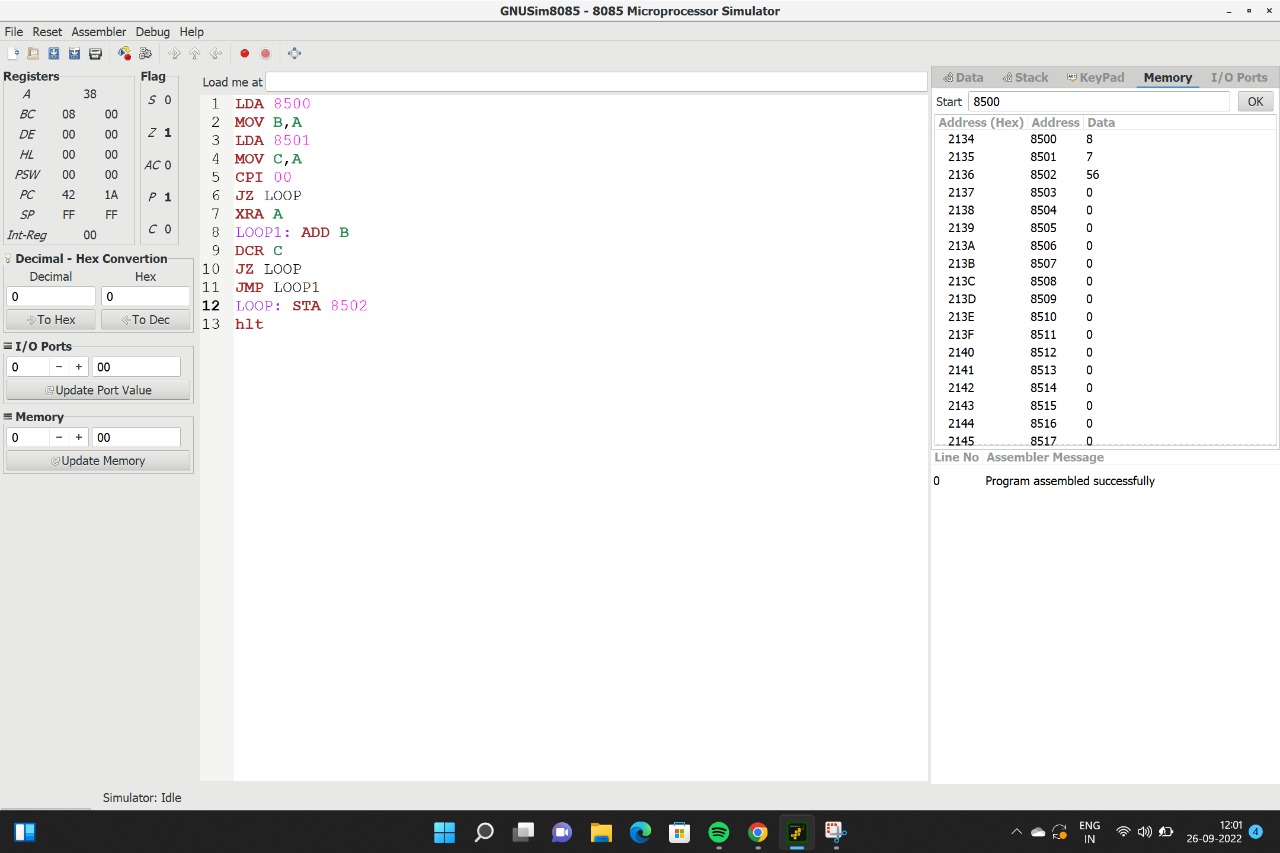 GNUSim8085 - 8085 Microprocessor Simulator
File Reset Assembler Debug Help
Registers
A 38
BC 08 00
DE 00 00
HL 00 00
PSW 00 00
PC 42 1A
SP FF FF
Int-Reg 00
Flag
S 0
Z 1
AC 0
P 1
C 0
Decimal - Hex Convertion
Decimal Hex
0 0
To Hex To Dec
I/O Ports
0 − + 00
Update Port Value
Memory
0 − + 00
Update Memory
Load me at
1 LDA 8500
2 MOV B,A
3 LDA 8501
4 MOV C,A
5 CPI 00
6 JZ LOOP
7 XRA A
8 LOOP1: ADD B
9 DCR C
10 JZ LOOP
11 JMP LOOP1
12 LOOP: STA 8502
13 hlt
Data Stack KeyPad Memory I/O Ports
Start 8500 OK
Address (Hex) Address Data
2134 8500 8
2135 8501 7
2136 8502 56
2137 8503 0
2138 8504 0
2139 8505 0
213A 8506 0
213B 8507 0
213C 8508 0
213D 8509 0
213E 8510 0
213F 8511 0
2140 8512 0
2141 8513 0
2142 8514 0
2143 8515 0
2144 8516 0
2145 8517 0
Line No Assembler Message
0 Program assembled successfully
Simulator: Idle
ENG
IN
12:01
26-09-2022
4